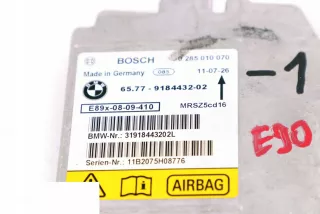 BOSCH 0 285 010 070
Made in Germany 11-07-26
65.77 - 9184432-02
E89x-08-09-410 MRSZ5cd16
BMW-Nr.: 31918443202L
Serien-Nr.: 11B2075H08776
AIRBAG
-1
E90